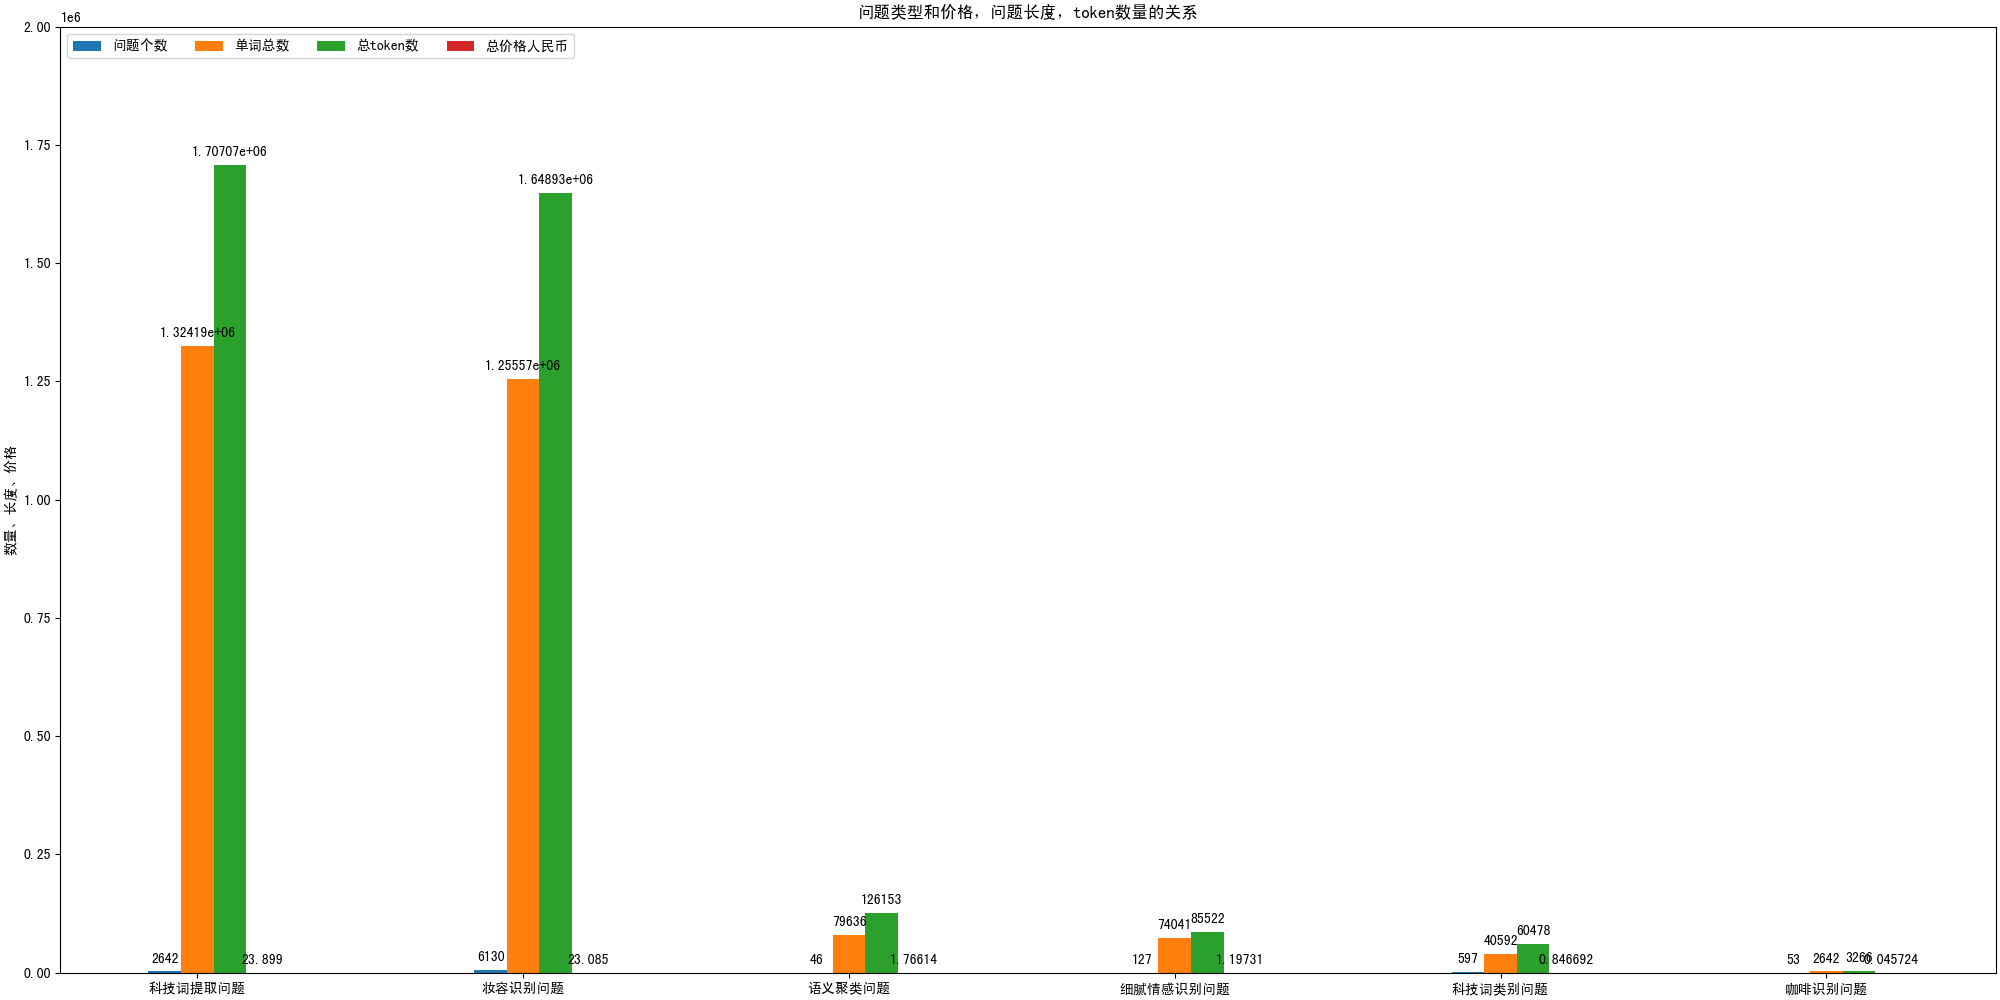 问题类型和价格，问题长度，token数量的关系
1e6
问题个数 单词总数 总token数 总价格人民币
数量、长度、价格
2.00
1.75
1.50
1.25
1.00
0.75
0.50
0.25
0.00
2642 1.32419e+06 1.70707e+06 23.899
6130 1.25557e+06 1.64893e+06 23.085
46 79636 126153 1.76614
127 74041 85522 1.19731
597 40592 60478 0.846692
53 2642 3266 0.045724
科技词提取问题 妆容识别问题 语义聚类问题 细腻情感识别问题 科技词类别问题 咖啡识别问题